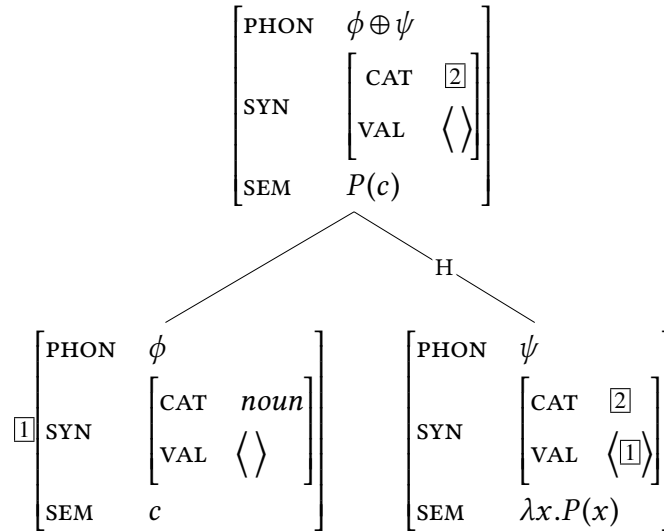 PHON ϕ ⊕ ψ
CAT 2
SYN
VAL ⟨ ⟩
SEM P(c)
H
PHON ϕ
CAT noun
1 SYN
VAL ⟨ ⟩
SEM c
PHON ψ
CAT 2
SYN
VAL ⟨1⟩
SEM λx.P(x)